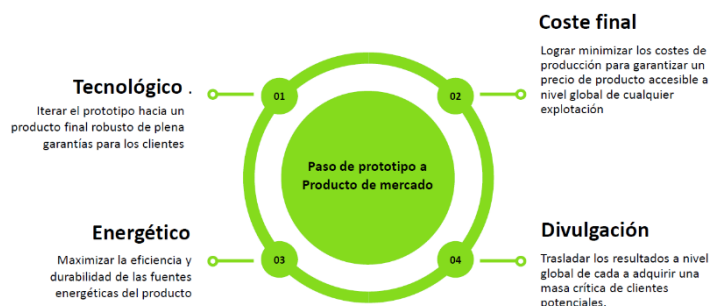 Tecnológico .
Iterar el prototipo hacia un
producto final robusto de plena
garantías para los clientes
01
Coste final
Lograr minimizar los costes de
producción para garantizar un
precio de producto accesible a
nivel global de cualquier
explotación
02
Paso de prototipo a
Producto de mercado
Energético
Maximizar la eficiencia y
durabilidad de las fuentes
energéticas del producto
03
Divulgación
Trasladar los resultados a nivel
global de cada a adquirir una
masa crítica de clientes
potenciales.
04